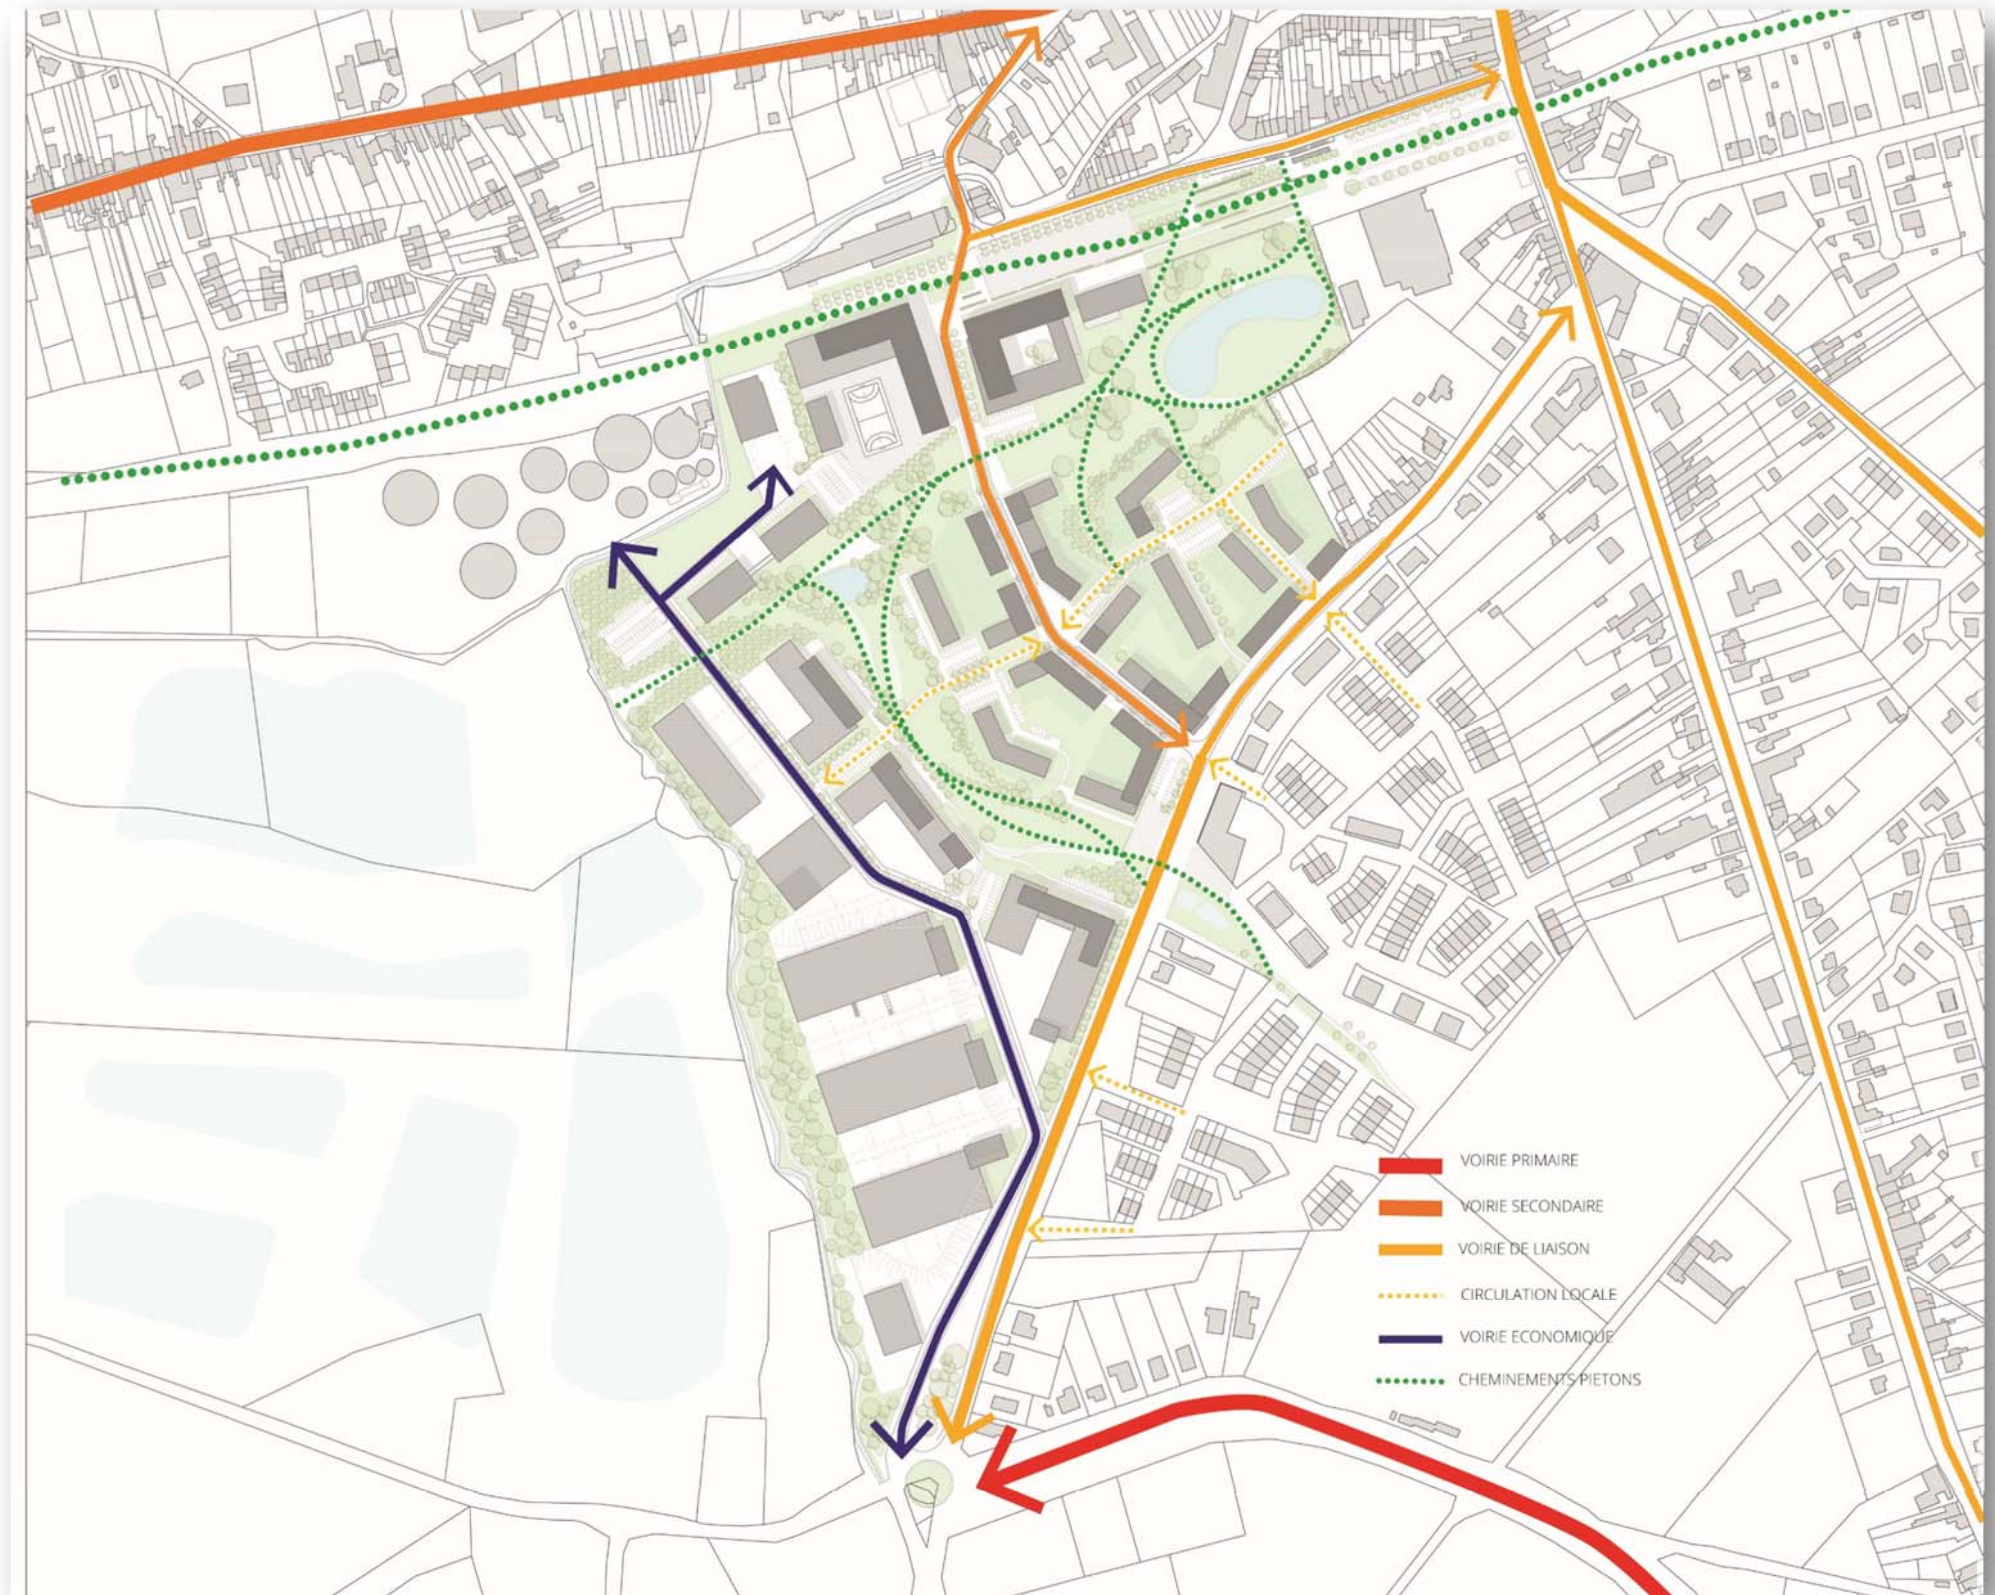 VOIRIE PRIMAIRE
VOIRIE SECONDAIRE
VOIRIE DE LIAISON
CIRCULATION LOCALE
VOIRIE ECONOMIQUE
CHEMINEMENTS PIETONS